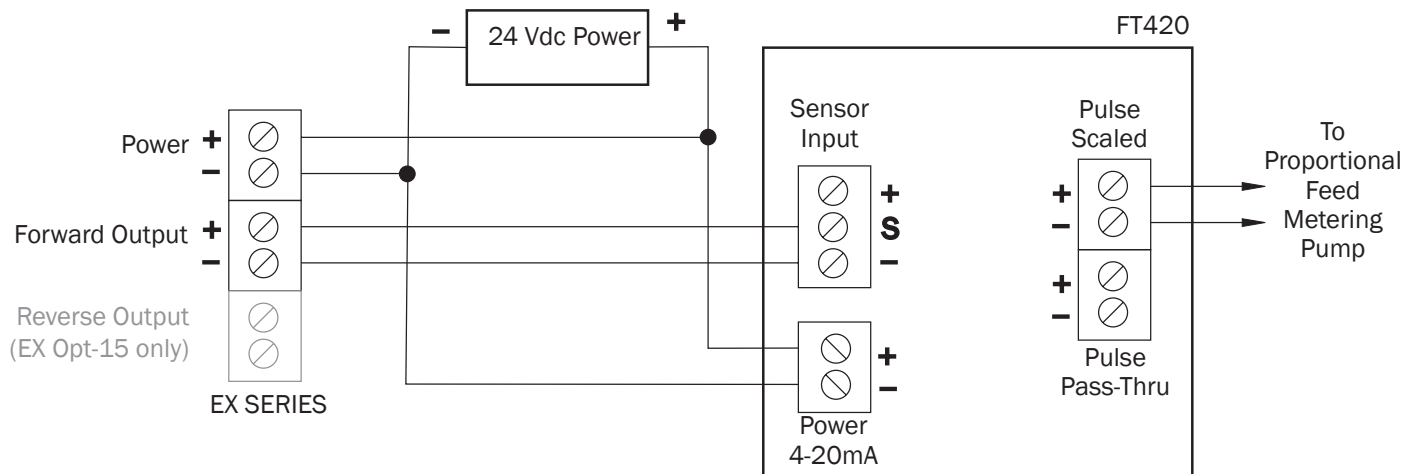 − 24 Vdc Power +
FT420
Power + −
Forward Output + −
Reverse Output
(EX Opt-15 only)
EX SERIES
Sensor
Input
+
S
−
+
−
Power
4-20mA
Pulse
Scaled
+
−
+
−
Pulse
Pass-Thru
To
Proportional
Feed
Metering
Pump